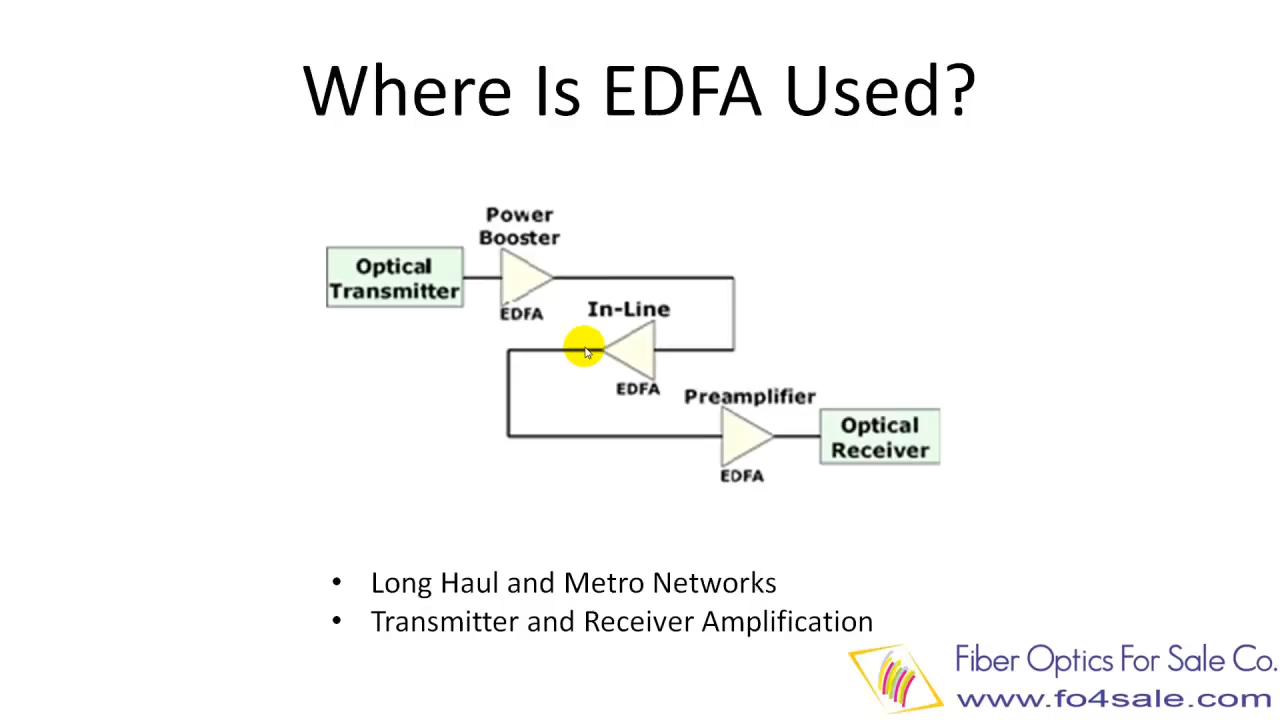 Where Is EDFA Used?
Power
Booster
Optical
Transmitter
EDFA
In-Line
EDFA
Preamplifier
Optical
Receiver
EDFA
• Long Haul and Metro Networks
• Transmitter and Receiver Amplification
Fiber Optics For Sale Co.
www.fo4sale.com